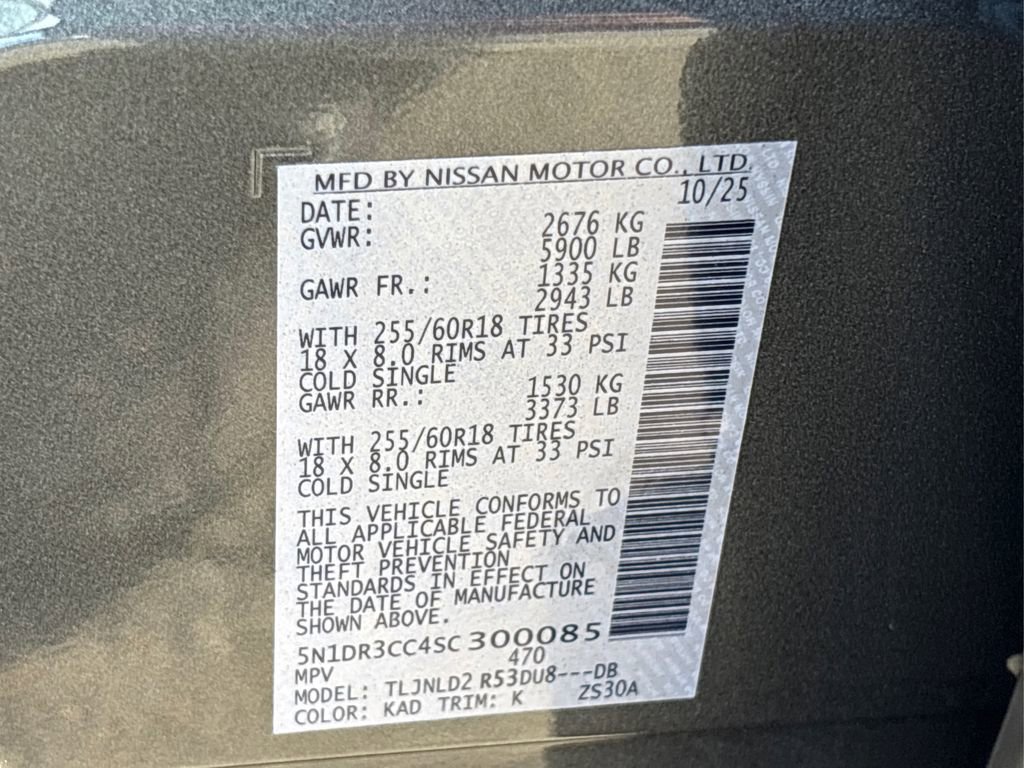 MFD BY NISSAN MOTOR CO., LTD.
DATE: 10/25
GVWR: 2676 KG
5900 LB
GAWR FR.: 1335 KG
2943 LB
WITH 255/60R18 TIRES
18 X 8.0 RIMS AT 33 PSI
COLD SINGLE
GAWR RR.: 1530 KG
3373 LB
WITH 255/60R18 TIRES
18 X 8.0 RIMS AT 33 PSI
COLD SINGLE
THIS VEHICLE CONFORMS TO
ALL APPLICABLE FEDERAL
MOTOR VEHICLE SAFETY AND
THEFT PREVENTION
STANDARDS IN EFFECT ON
THE DATE OF MANUFACTURE
SHOWN ABOVE.
5N1DR3CC4SC 300085
MPV 470
MODEL: TLJNLD2 R53DU8---DB
COLOR: KAD TRIM: K ZS30A